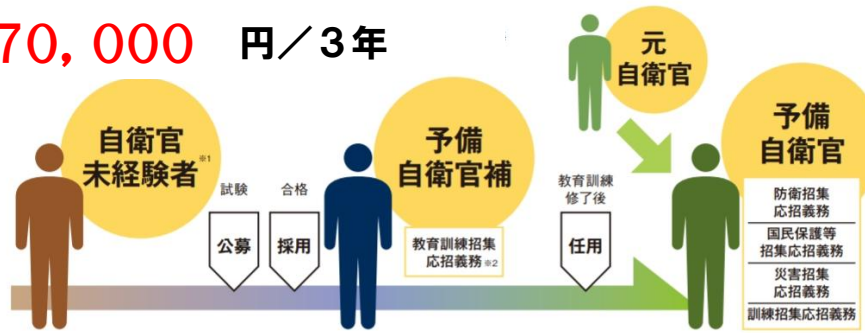 70,000 円／3年
元
自衛官
自衛官
未経験者※1
試験
公募
合格
採用
予備
自衛官補
教育訓練招集
応招義務※2
教育訓練
修了後
任用
予備
自衛官
防衛招集
応招義務
国民保護等
招集応招義務
災害招集
応招義務
訓練招集応招義務